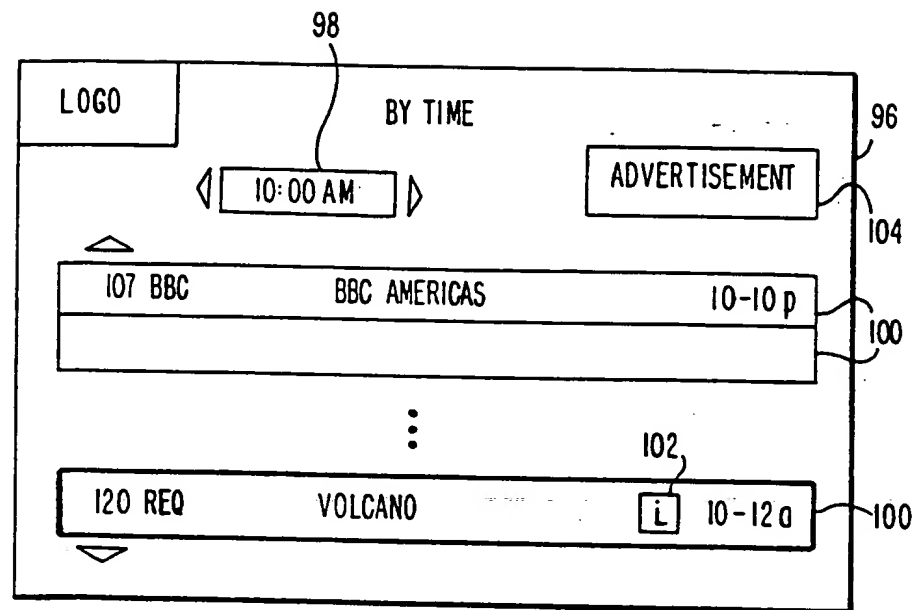 98
LOGO
BY TIME
96
10:00 AM
ADVERTISEMENT
104
107 BBC BBC AMERICAS 10-10 p
100
102
120 REQ VOLCANO i 10-12 a
100